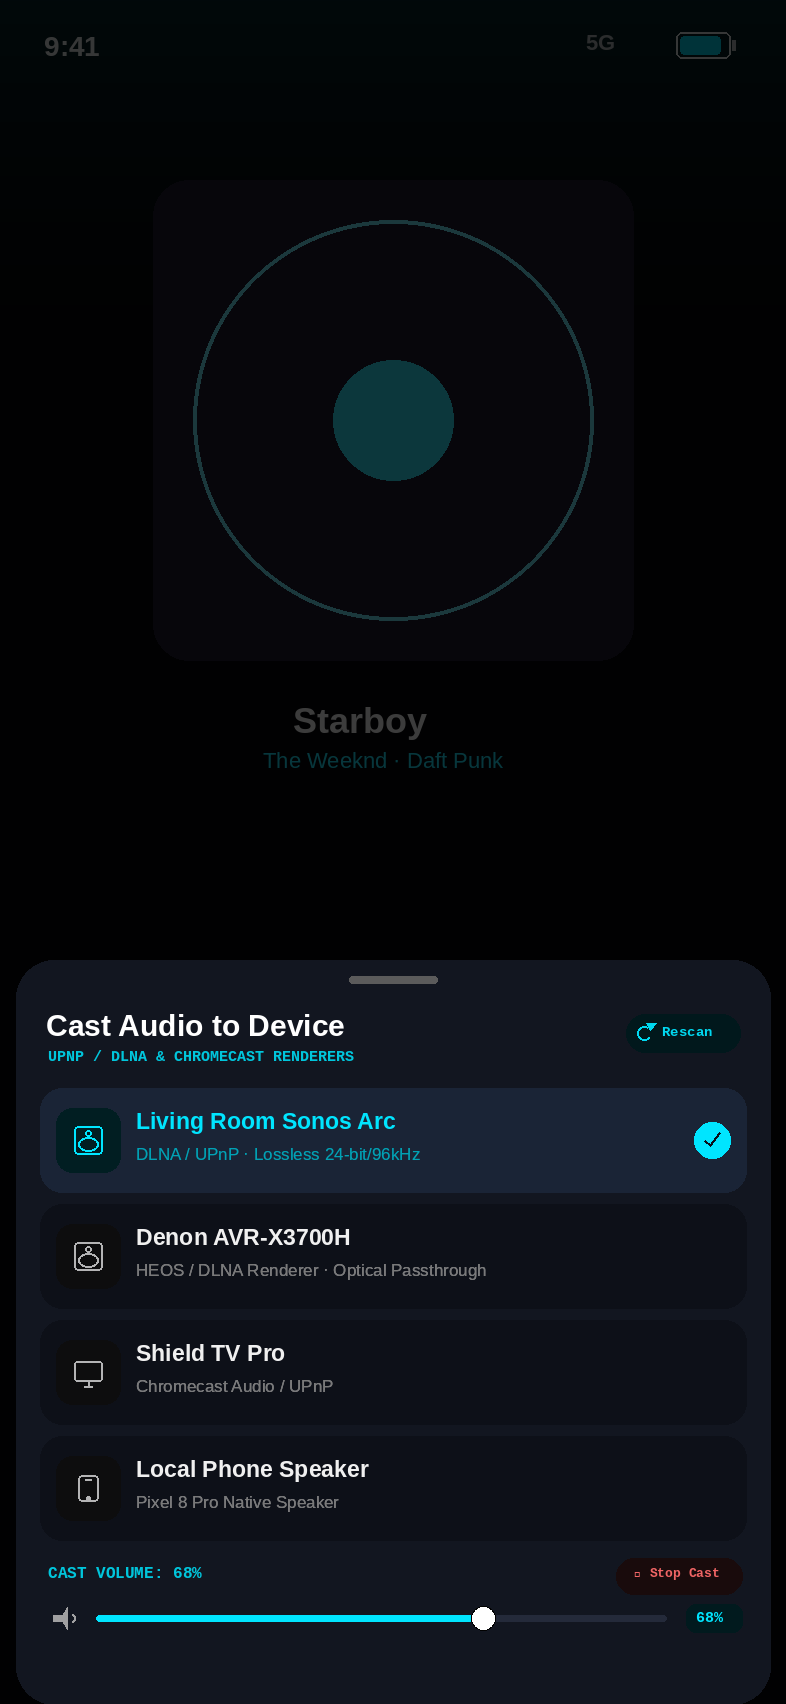 9:41
5G
Starboy
The Weeknd · Daft Punk
Cast Audio to Device
UPNP / DLNA & CHROMECAST RENDERERS
Rescan
Living Room Sonos Arc
DLNA / UPnP · Lossless 24-bit/96kHz
Denon AVR-X3700H
HEOS / DLNA Renderer · Optical Passthrough
Shield TV Pro
Chromecast Audio / UPnP
Local Phone Speaker
Pixel 8 Pro Native Speaker
CAST VOLUME: 68%
Stop Cast
68%